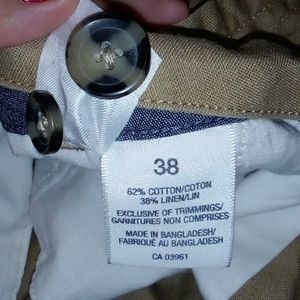 38
62% COTTON/COTON
38% LINEN/LIN
EXCLUSIVE OF TRIMMINGS/
GARNITURES NON COMPRISES
MADE IN BANGLADESH/
FABRIQUÉ AU BANGLADESH
CA 03961